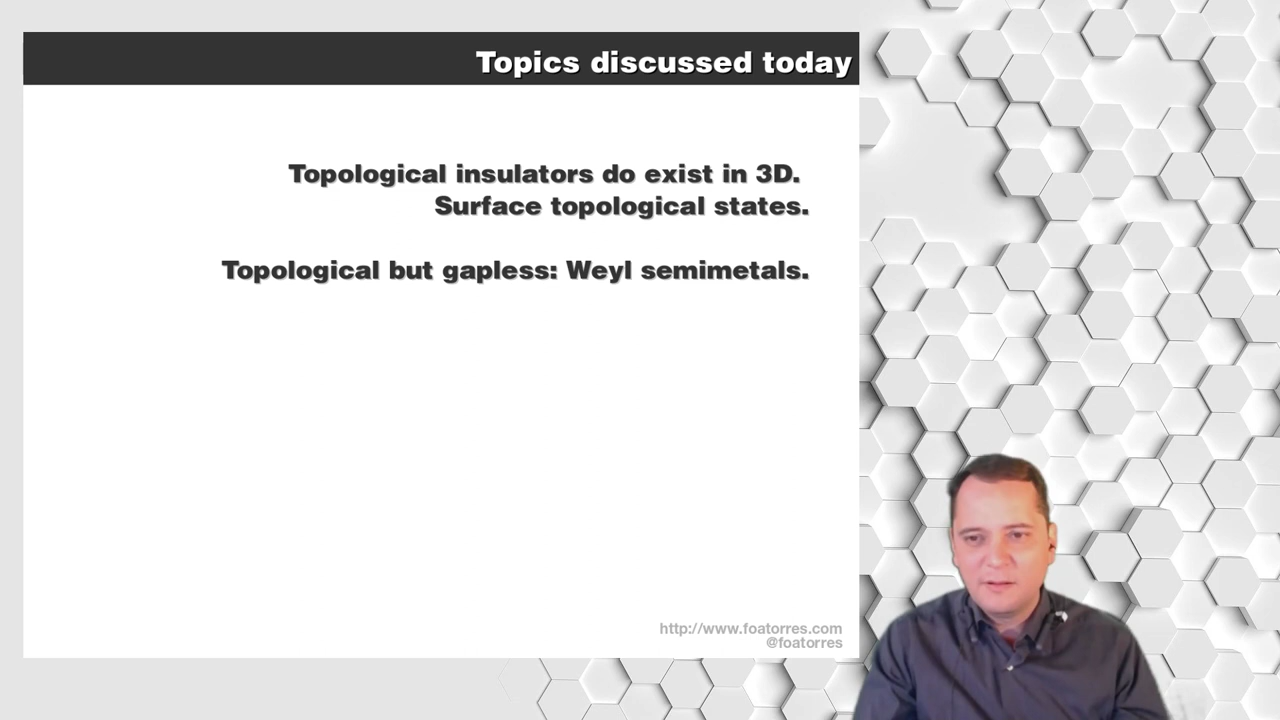 Topics discussed today
Topological insulators do exist in 3D.
Surface topological states.
Topological but gapless: Weyl semimetals.
http://www.foatorres.com
@foatorres